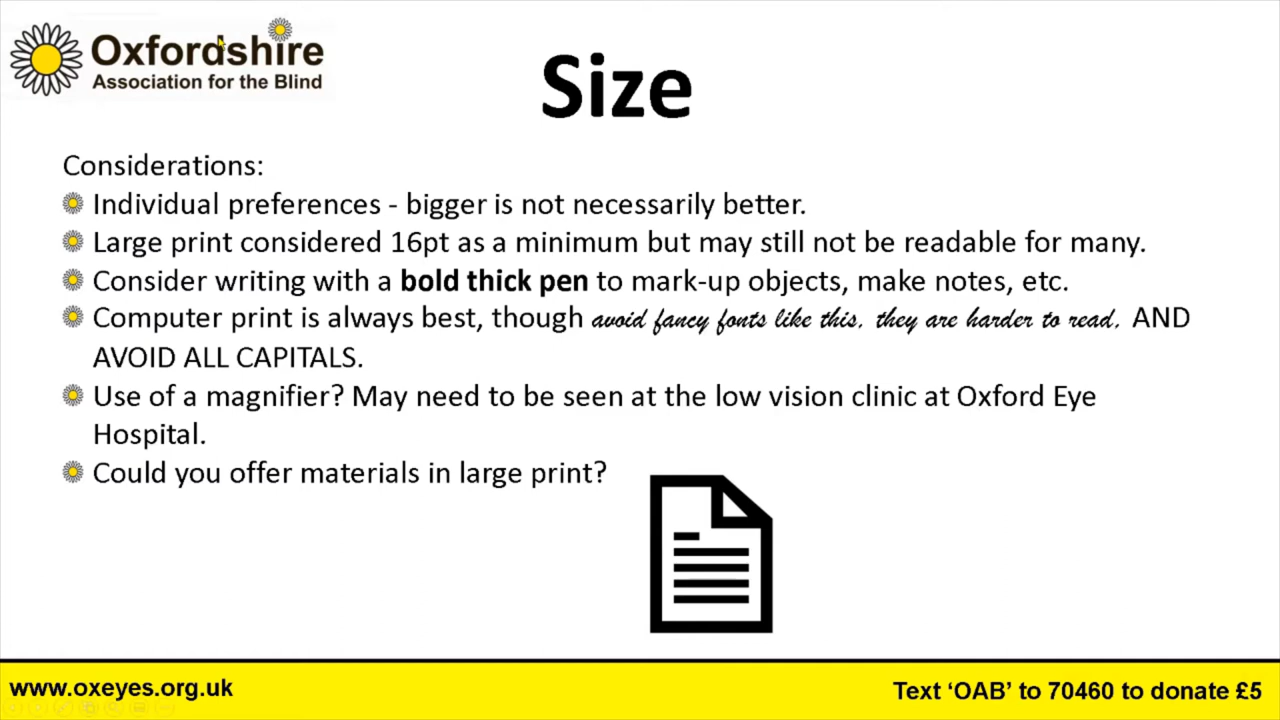 Oxfordshire
Association for the Blind
Size
Considerations:
Individual preferences - bigger is not necessarily better.
Large print considered 16pt as a minimum but may still not be readable for many.
Consider writing with a bold thick pen to mark-up objects, make notes, etc.
Computer print is always best, though avoid fancy fonts like this, they are harder to read, AND
AVOID ALL CAPITALS.
Use of a magnifier? May need to be seen at the low vision clinic at Oxford Eye
Hospital.
Could you offer materials in large print?
www.oxeyes.org.uk
Text ‘OAB’ to 70460 to donate £5